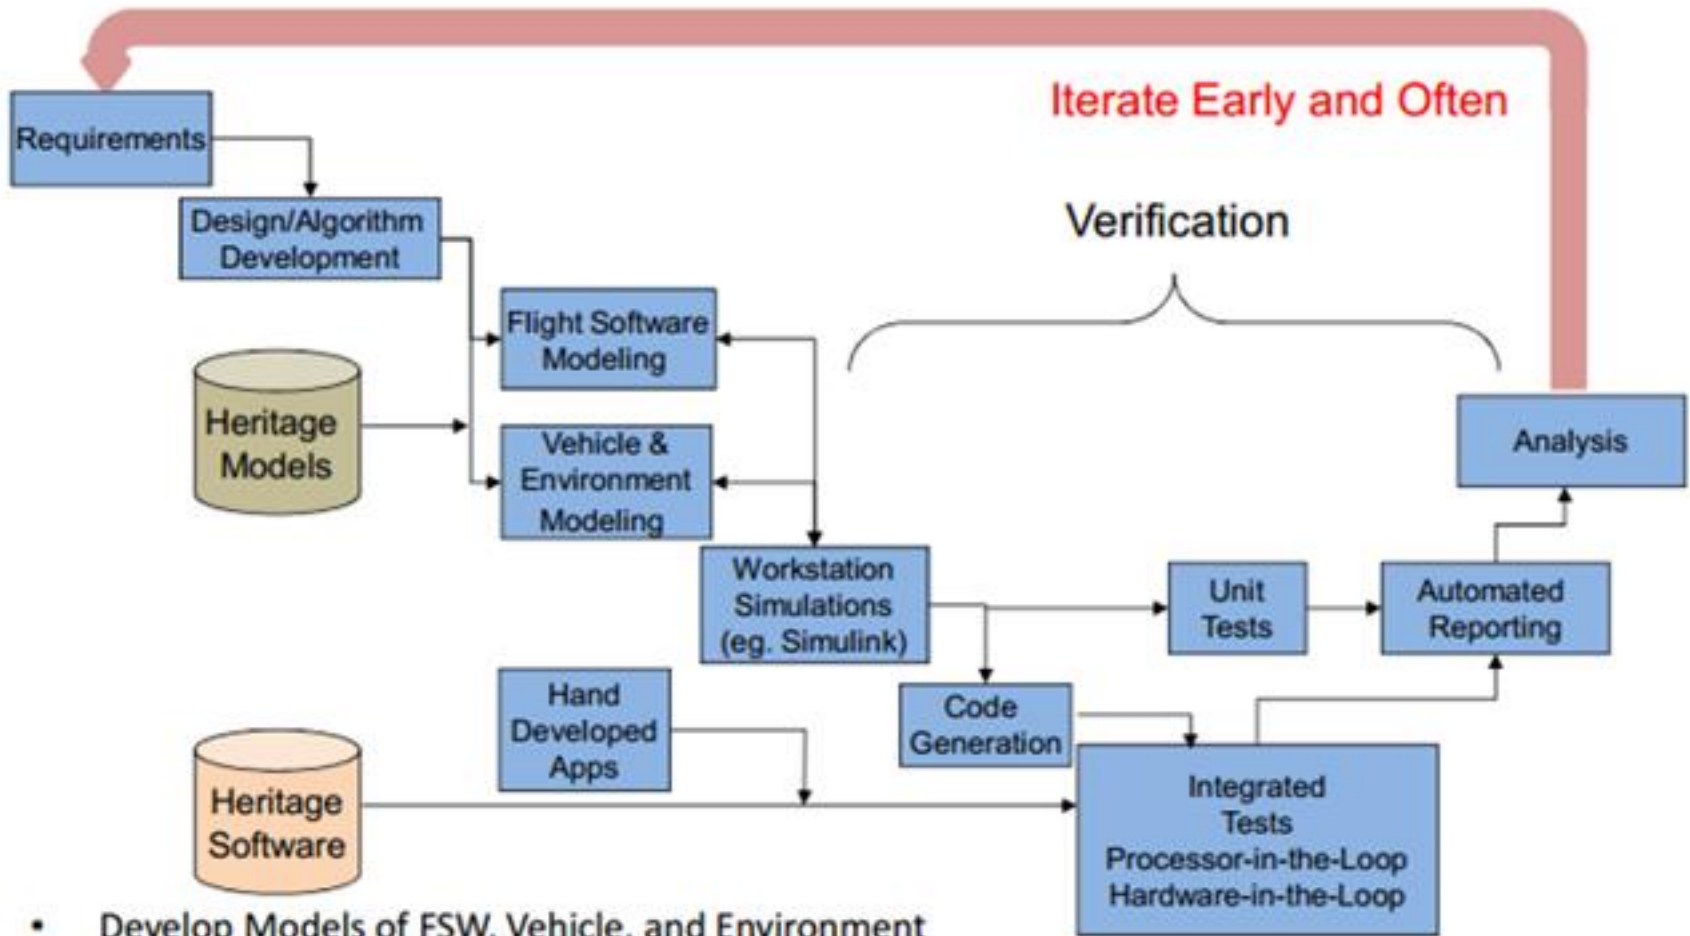 Iterate Early and Often
Requirements
Verification
Design/Algorithm
Development
Flight Software
Modeling
Heritage
Models
Vehicle &
Environment
Modeling
Analysis
Workstation
Simulations
(eg. Simulink)
Unit
Tests
Automated
Reporting
Hand
Developed
Apps
Code
Generation
Heritage
Software
Integrated
Tests
Processor-in-the-Loop
Hardware-in-the-Loop
• Develop Models of FSW, Vehicle, and Environment